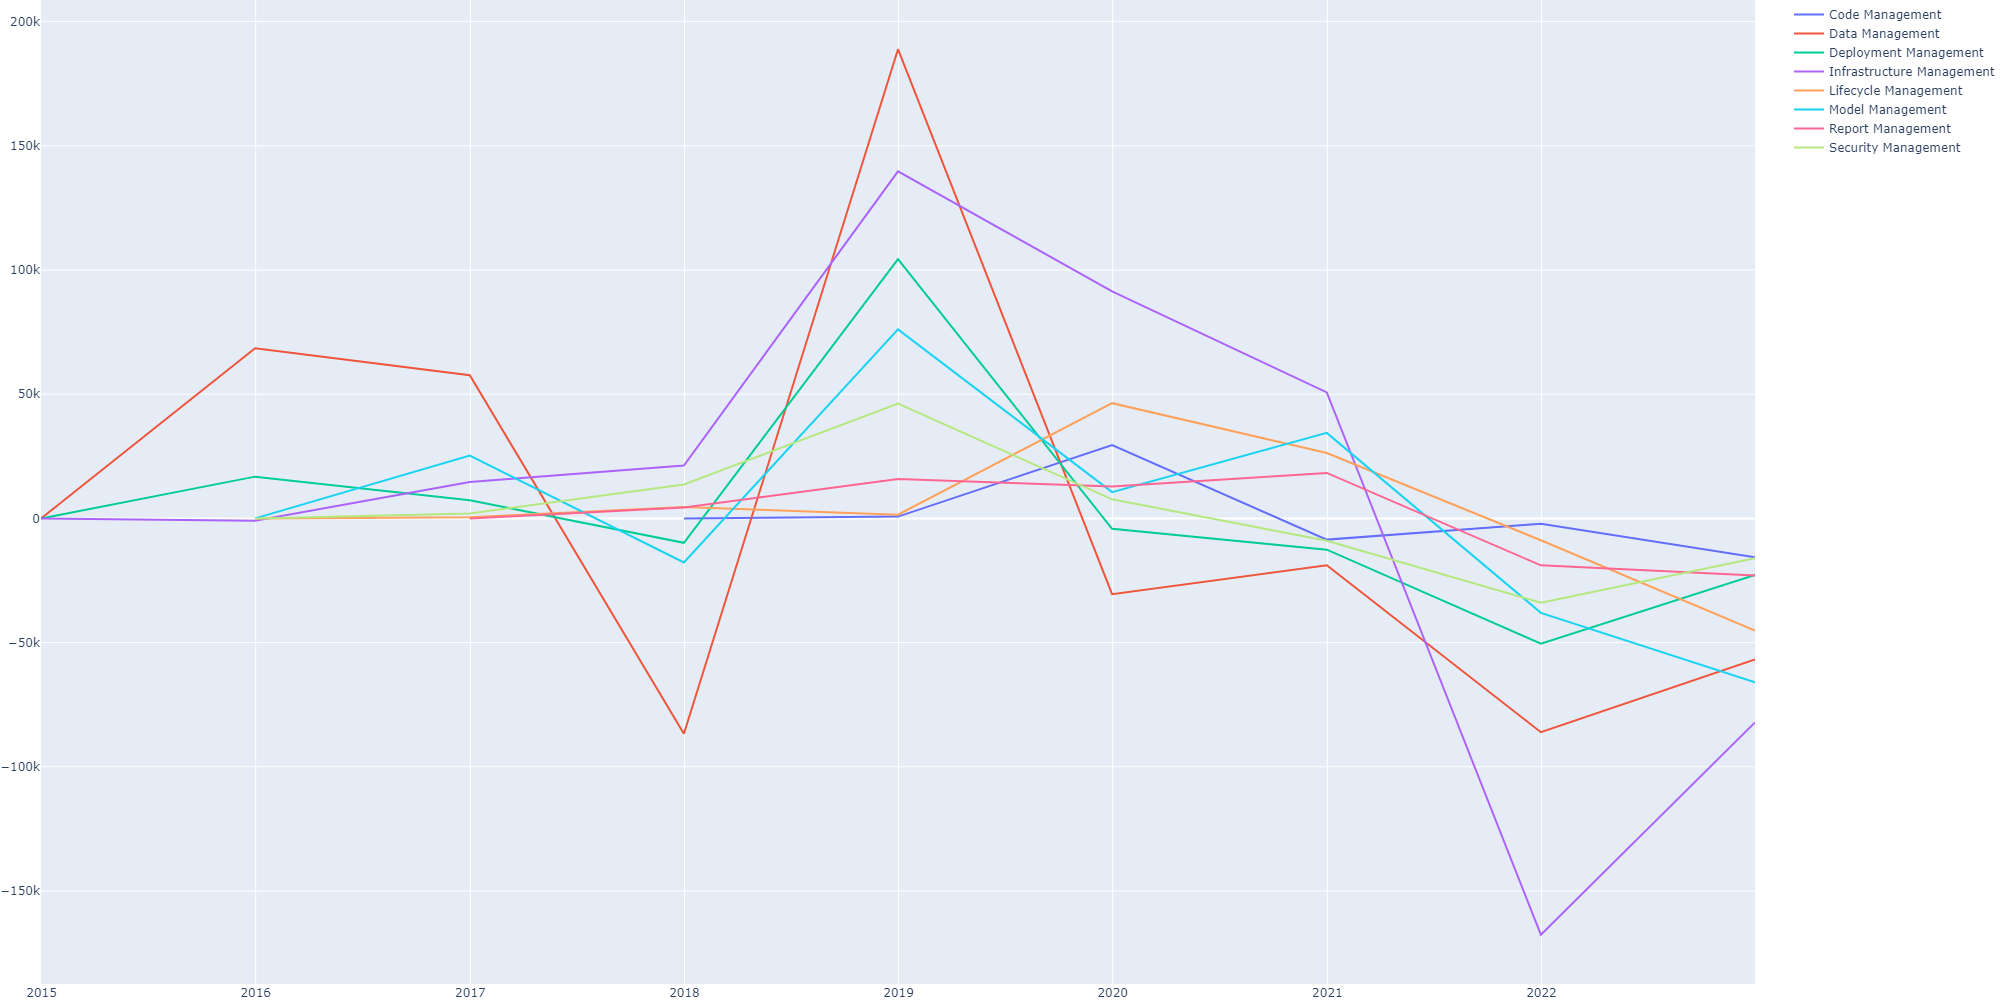 200k
150k
100k
50k
0
−50k
−100k
−150k
2015 2016 2017 2018 2019 2020 2021 2022
Code Management
Data Management
Deployment Management
Infrastructure Management
Lifecycle Management
Model Management
Report Management
Security Management